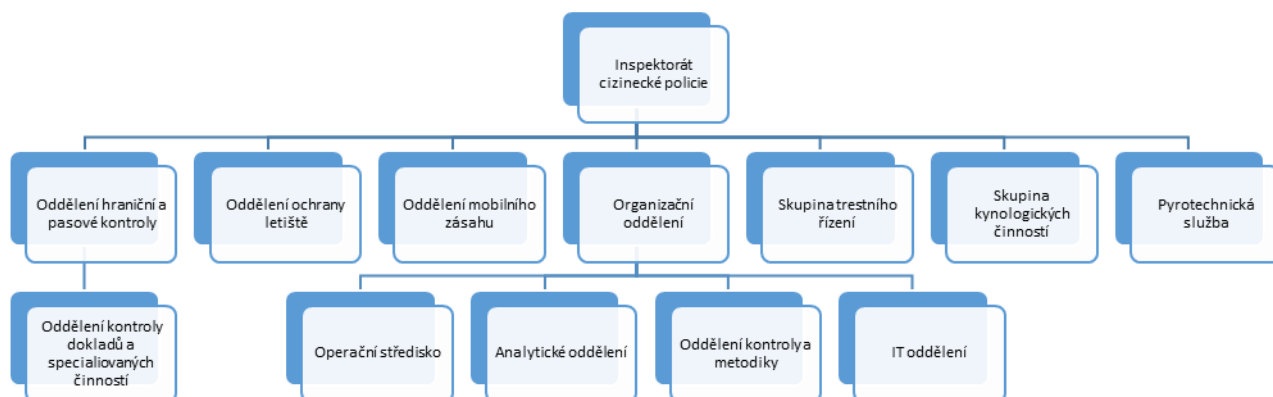 Inspektorát
cizinecké policie
Oddělení hraniční a
pasové kontroly
Oddělení ochrany
letiště
Oddělení mobilního
zásahu
Organizační
oddělení
Skupina trestního
řízení
Skupina
kynologických
činností
Pyrotechnická
služba
Oddělení kontroly
dokladů a
specialiovaných
činností
Operační středisko
Analytické oddělení
Oddělení kontroly a
metodiky
IT oddělení